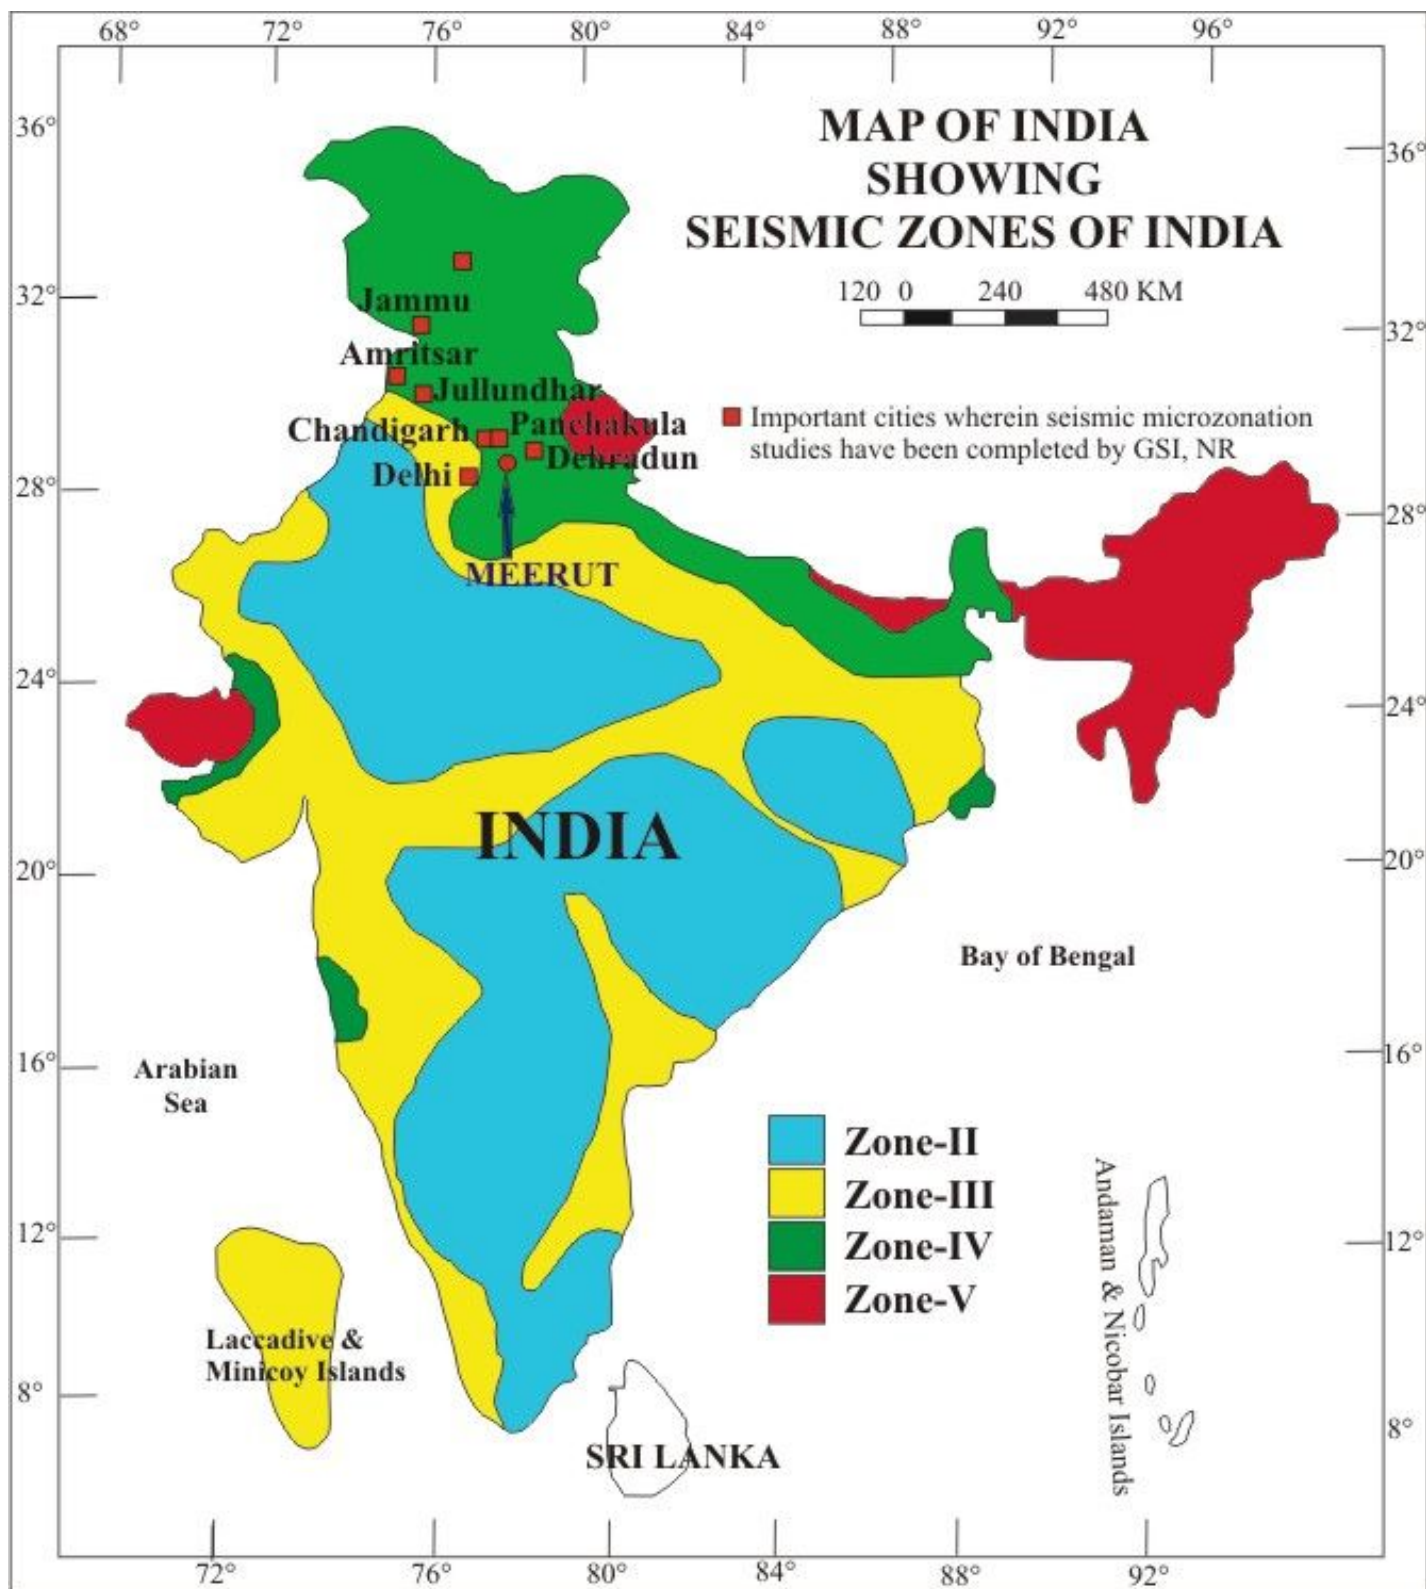 68° 72° 76° 80° 84° 88° 92° 96°
MAP OF INDIA
SHOWING
SEISMIC ZONES OF INDIA
120 0 240 480 KM
Important cities wherein seismic microzonation
studies have been completed by GSI, NR
36°
32°
28°
24°
20°
16°
12°
8°
36°
32°
28°
24°
20°
16°
12°
8°
Jammu
Amritsar
Jullundhar
Chandigarh
Panchakula
Dehradun
Delhi
MEERUT
INDIA
Bay of Bengal
Arabian
Sea
Zone-II
Zone-III
Zone-IV
Zone-V
Laccadive &
Minicoy Islands
SRI LANKA
Andaman & Nicobar Islands
72° 76° 80° 84° 88° 92°